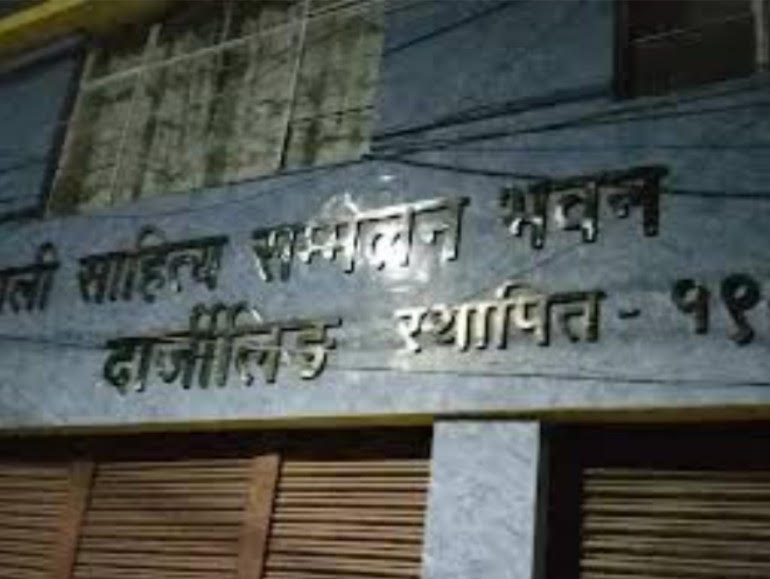 ाली साहित्य सम्मेलन भवन
दार्जीलिङ स्थापित - १९